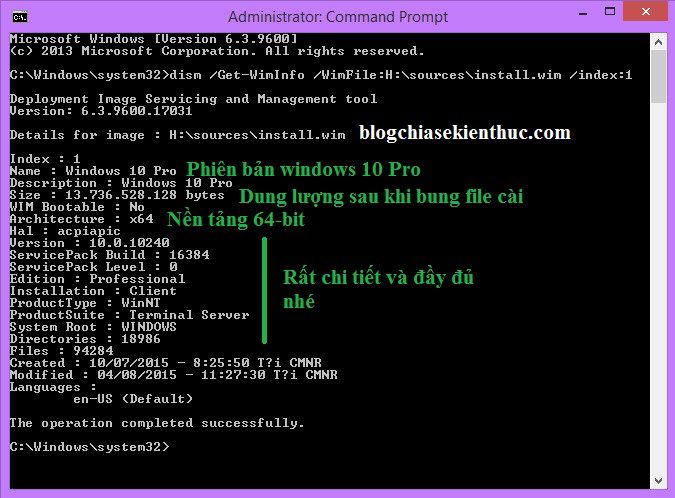 Administrator: Command Prompt
Microsoft Windows [Version 6.3.9600]
(c) 2013 Microsoft Corporation. All rights reserved.
C:\Windows\system32>dism /Get-WimInfo /WimFile:H:\sources\install.wim /index:1
Deployment Image Servicing and Management tool
Version: 6.3.9600.17031
Details for image : H:\sources\install.wim blogchiasekienthuc.com
Index : 1
Name : Windows 10 Pro Phiên bản windows 10 Pro
Description : Windows 10 Pro
Size : 13.736.528.128 bytes Dung lượng sau khi bung file cài
WIM Bootable : No
Architecture : x64 Nền tảng 64-bit
Hal : acpiapic
Version : 10.0.10240
ServicePack Build : 16384
ServicePack Level : 0
Edition : Professional
Installation : Client
ProductType : WinNT
ProductSuite : Terminal Server
System Root : WINDOWS
Directories : 18986
Files : 94284
Rất chi tiết và đầy đủ
nhé
Created : 10/07/2015 - 8:25:50 T?i CMNR
Modified : 04/08/2015 - 11:27:30 T?i CMNR
Languages :
en-US (Default)
The operation completed successfully.
C:\Windows\system32>